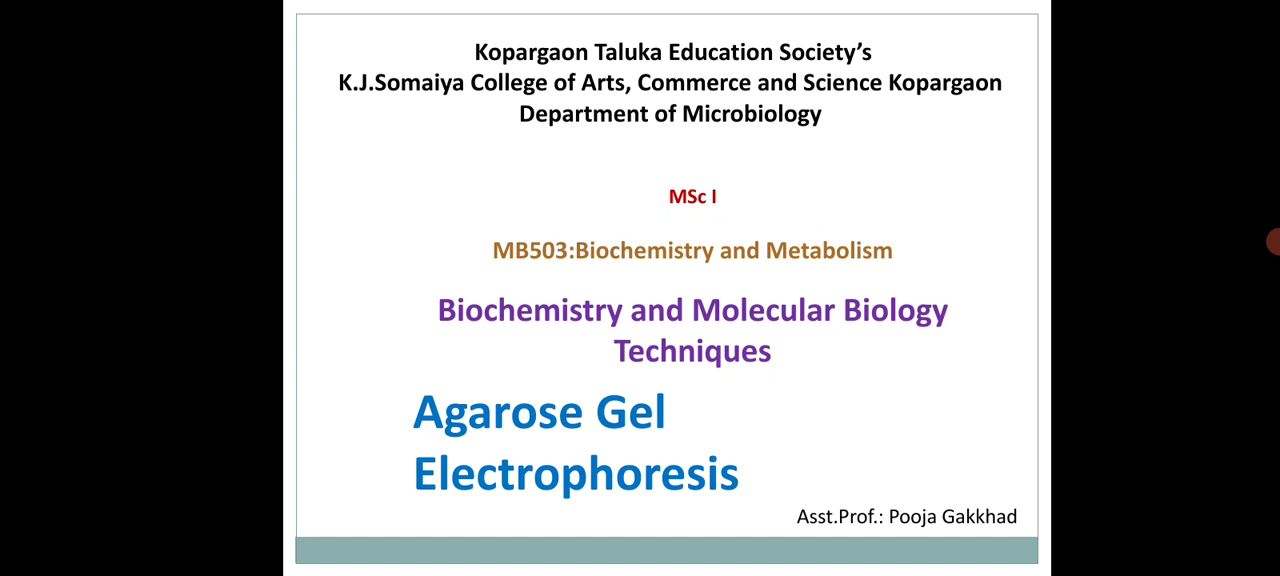 Kopargaon Taluka Education Society’s
K.J.Somaiya College of Arts, Commerce and Science Kopargaon
Department of Microbiology
MSc I
MB503:Biochemistry and Metabolism
Biochemistry and Molecular Biology
Techniques
Agarose Gel
Electrophoresis
Asst.Prof.: Pooja Gakkhad